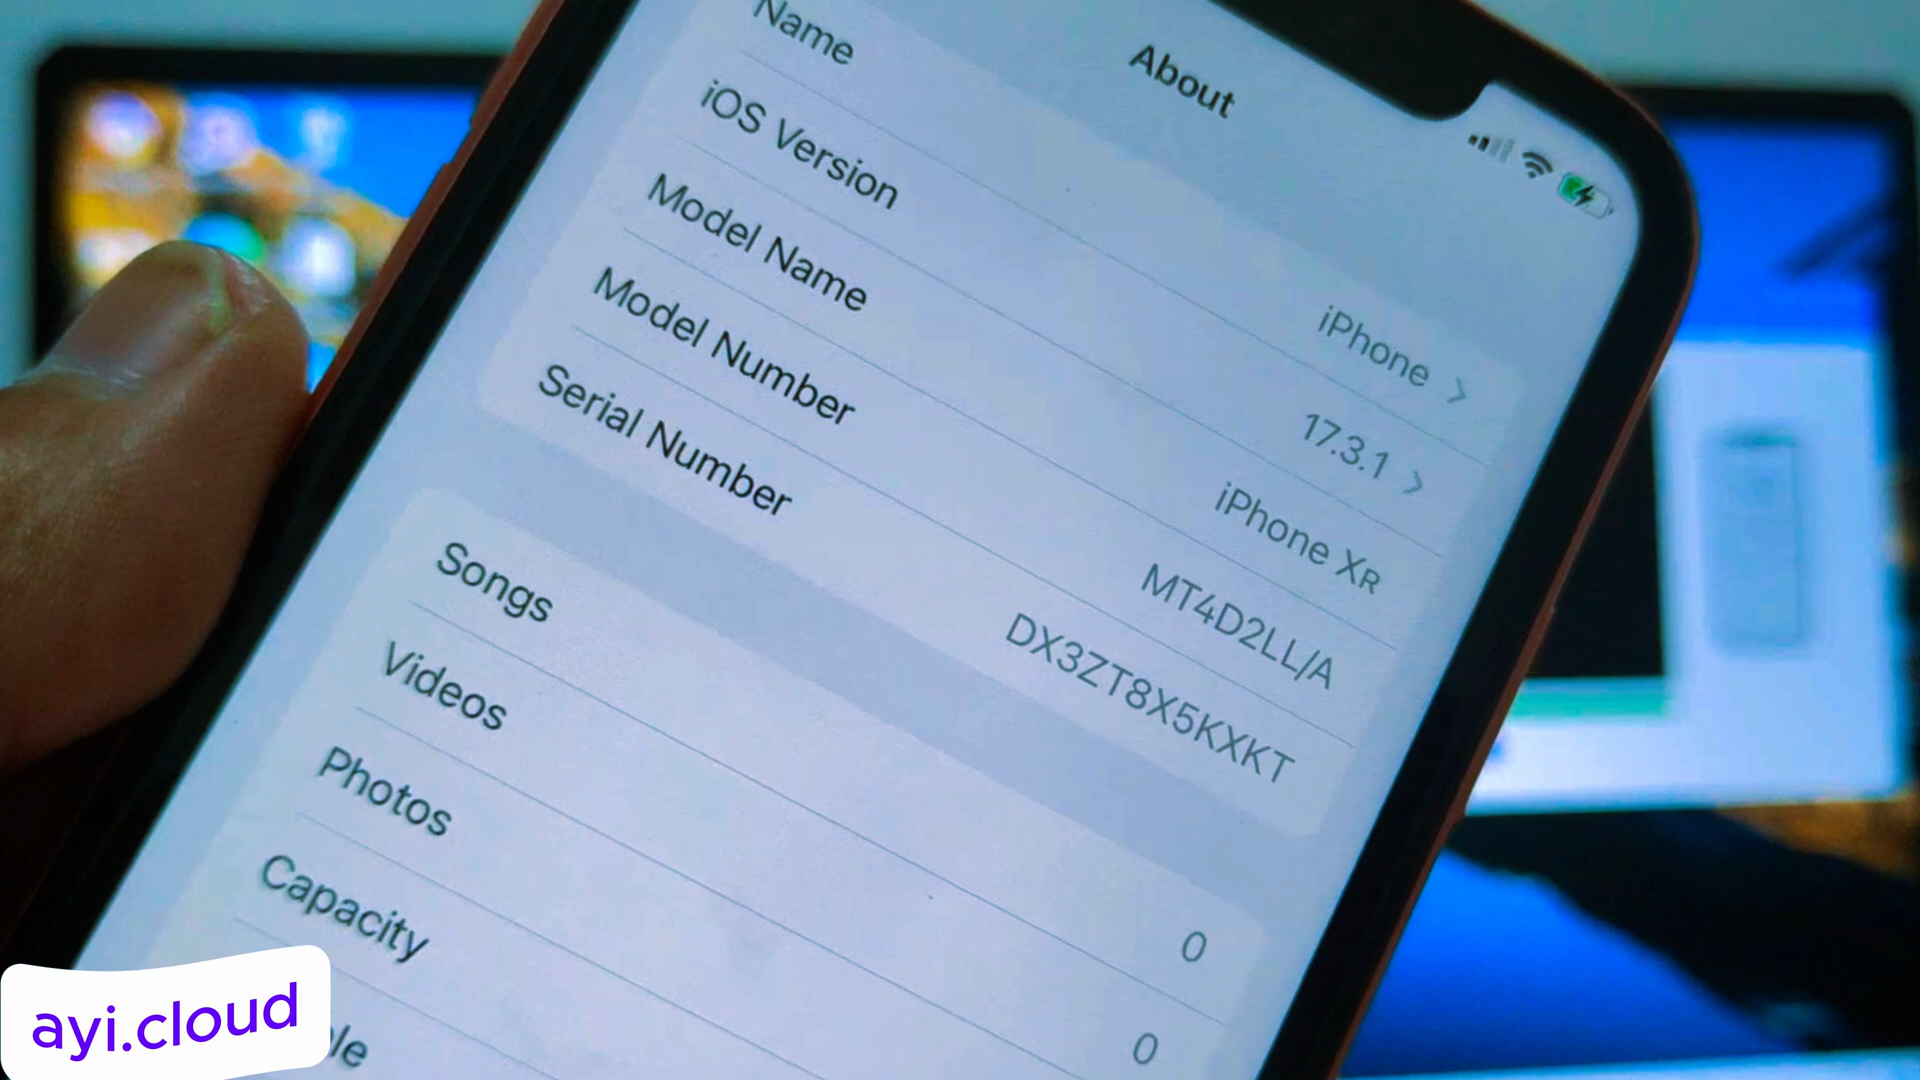 About
Name
iPhone
iOS Version
17.3.1
Model Name
iPhone XR
Model Number
MT4D2LL/A
Serial Number
DX3ZT8X5KXKT
Songs
0
Videos
0
Photos
Capacity
ayi.cloud